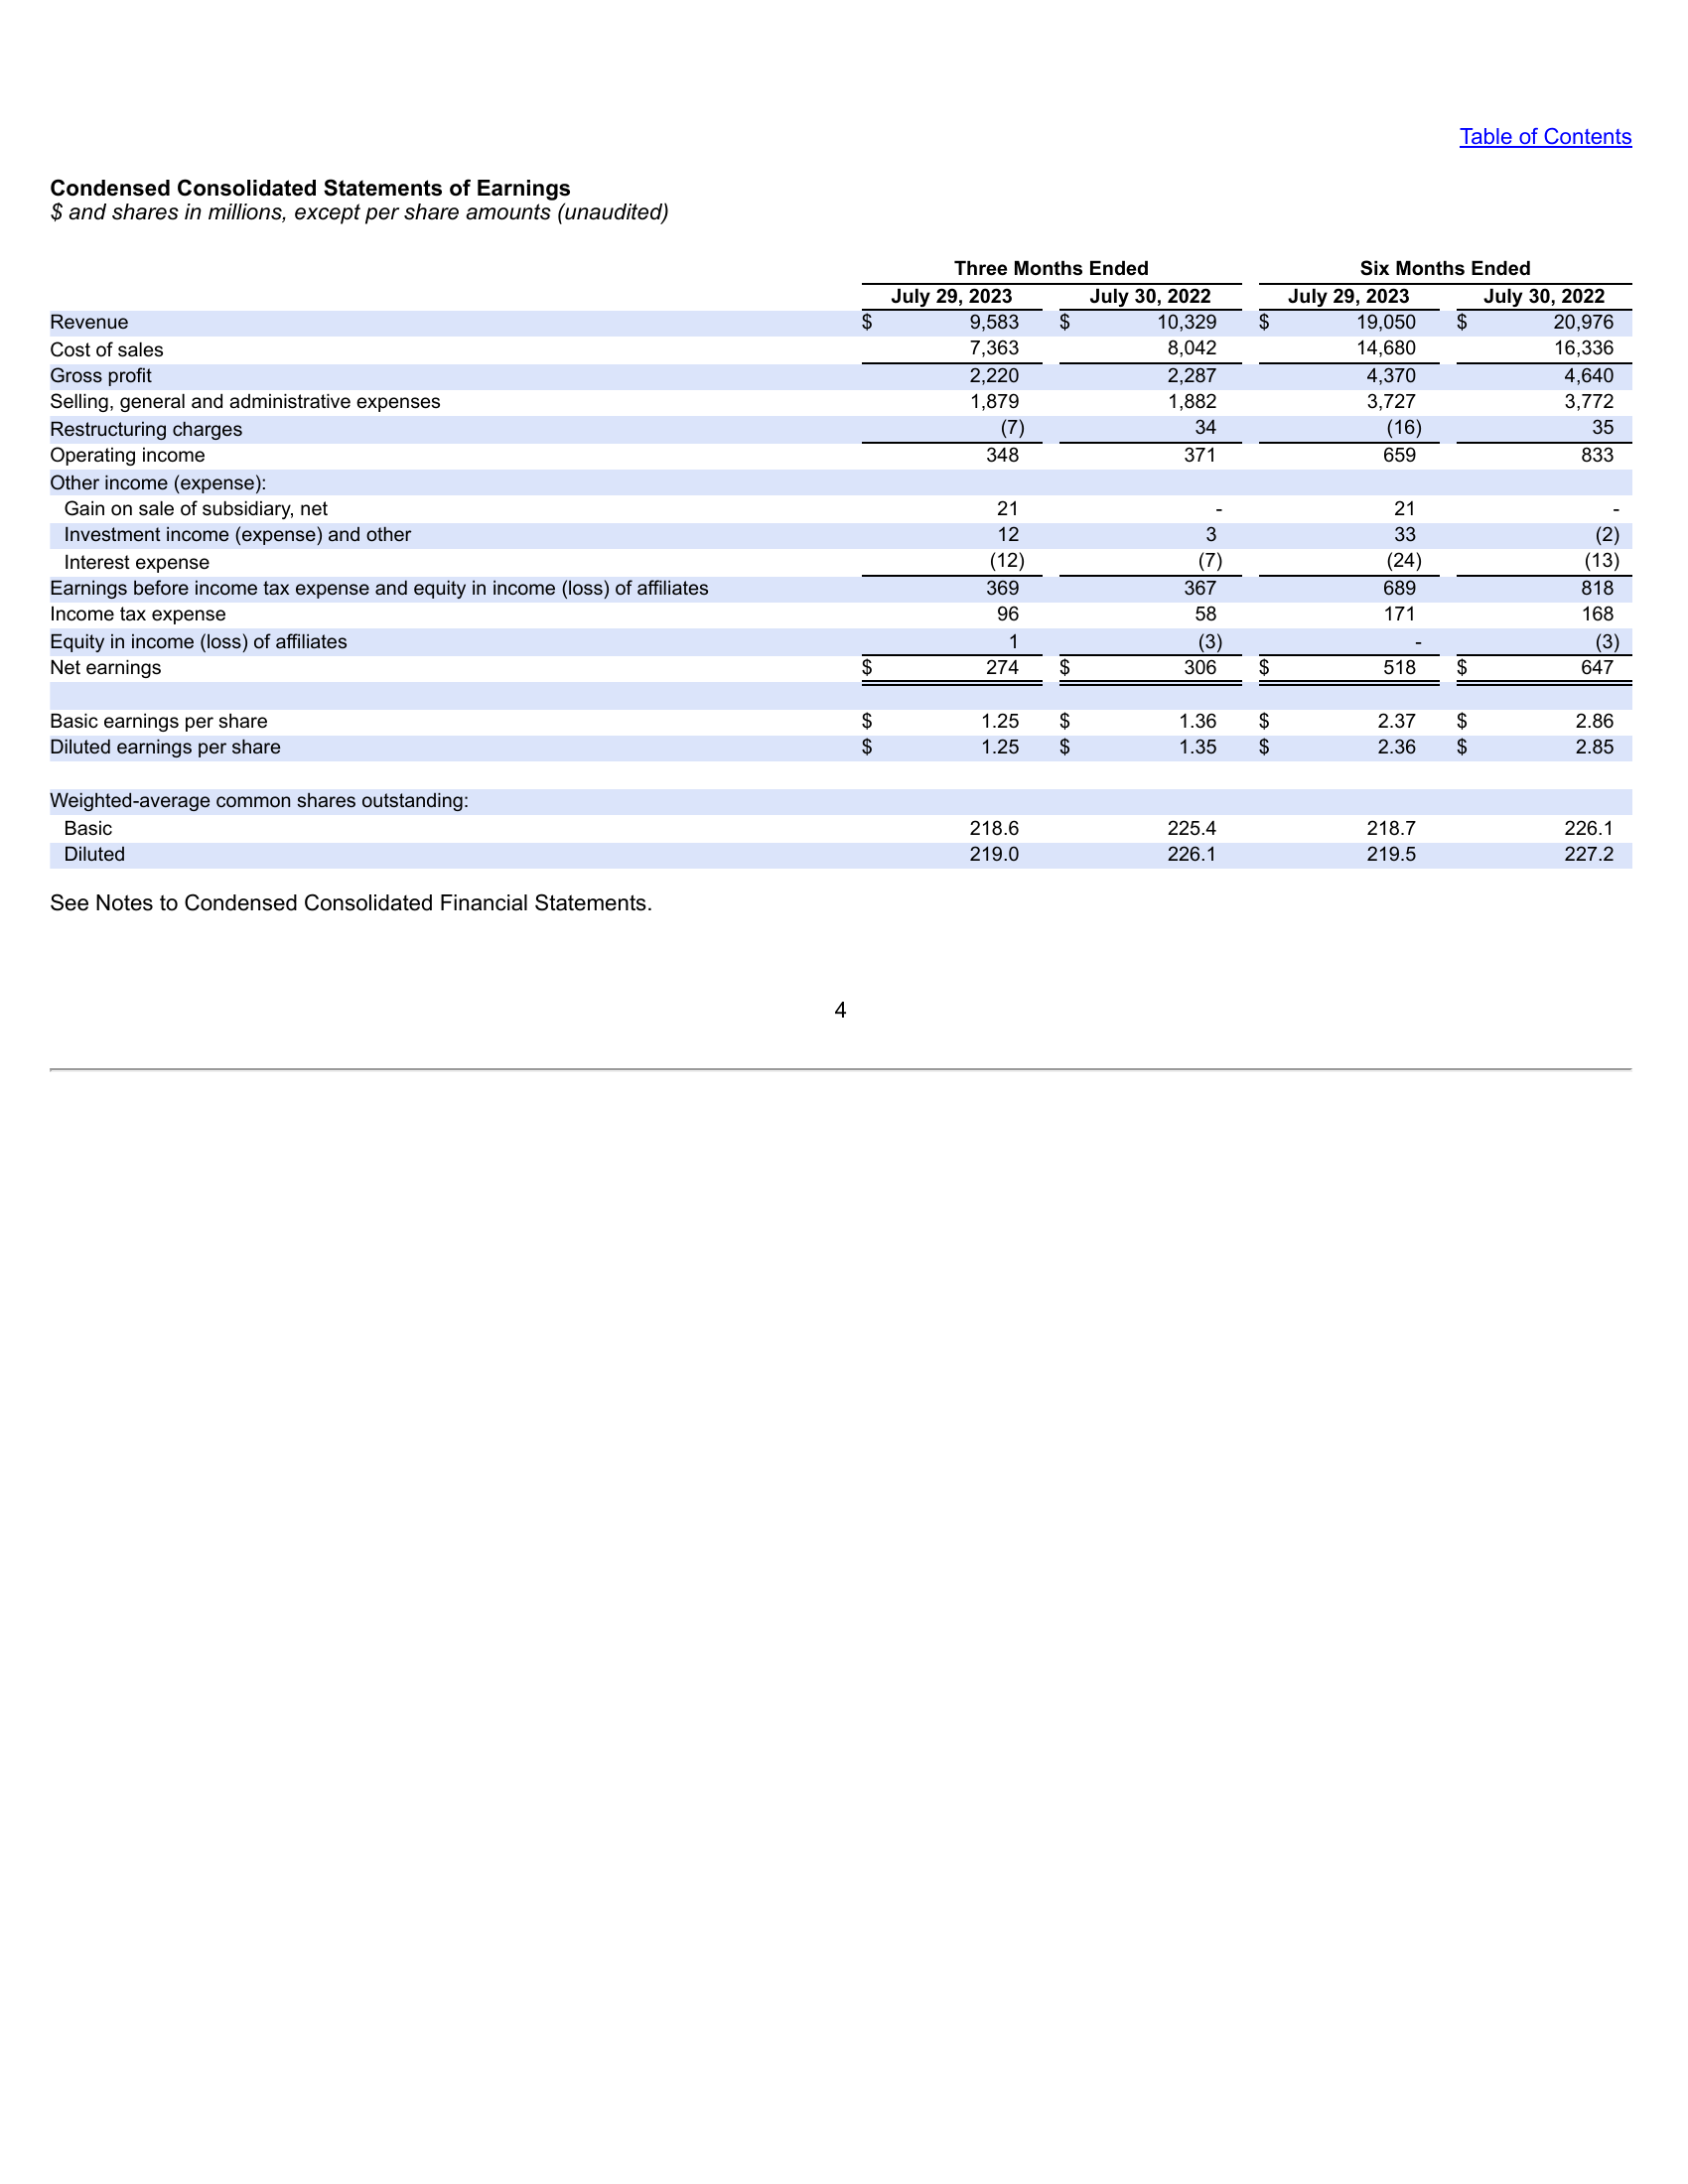 Table of Contents
Condensed Consolidated Statements of Earnings
$ and shares in millions, except per share amounts (unaudited)
Three Months Ended Six Months Ended
July 29, 2023 July 30, 2022 July 29, 2023 July 30, 2022
Revenue $ 9,583 $ 10,329 $ 19,050 $ 20,976
Cost of sales 7,363 8,042 14,680 16,336
Gross profit 2,220 2,287 4,370 4,640
Selling, general and administrative expenses 1,879 1,882 3,727 3,772
Restructuring charges (7) 34 (16) 35
Operating income 348 371 659 833
Other income (expense):
Gain on sale of subsidiary, net 21 - 21 -
Investment income (expense) and other 12 3 33 (2)
Interest expense (12) (7) (24) (13)
Earnings before income tax expense and equity in income (loss) of affiliates 369 367 689 818
Income tax expense 96 58 171 168
Equity in income (loss) of affiliates 1 (3) - (3)
Net earnings $ 274 $ 306 $ 518 $ 647
Basic earnings per share $ 1.25 $ 1.36 $ 2.37 $ 2.86
Diluted earnings per share $ 1.25 $ 1.35 $ 2.36 $ 2.85
Weighted-average common shares outstanding:
Basic 218.6 225.4 218.7 226.1
Diluted 219.0 226.1 219.5 227.2
See Notes to Condensed Consolidated Financial Statements.
4